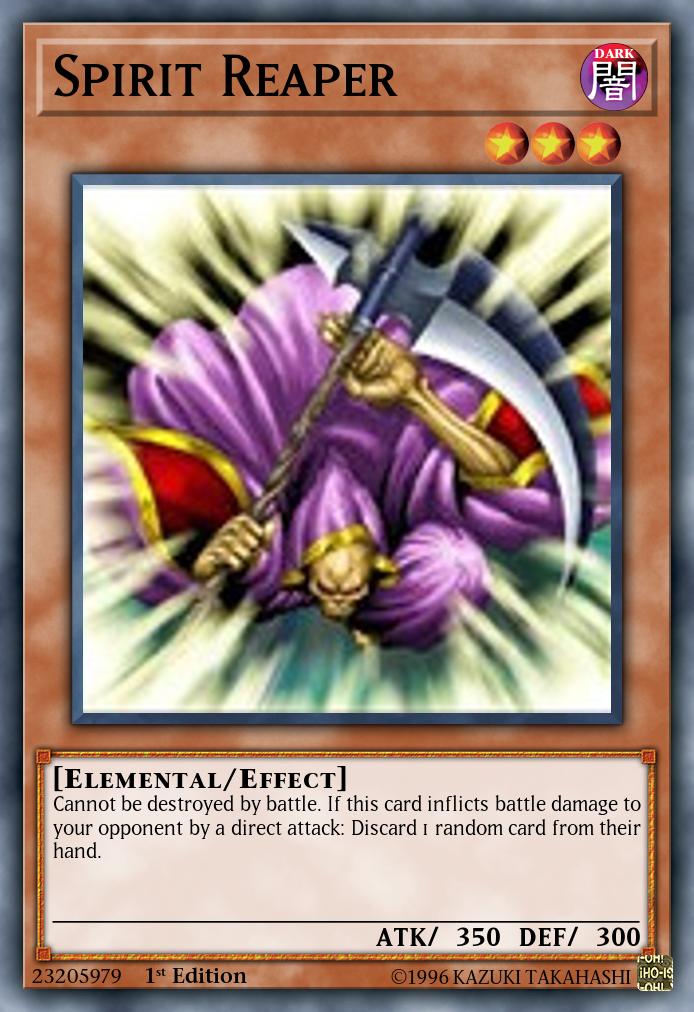 Spirit Reaper
DARK
闇
[Elemental/Effect]
Cannot be destroyed by battle. If this card inflicts battle damage to
your opponent by a direct attack: Discard 1 random card from their
hand.
ATK/ 350 DEF/ 300
23205979 1st Edition ©1996 KAZUKI TAKAHASHI